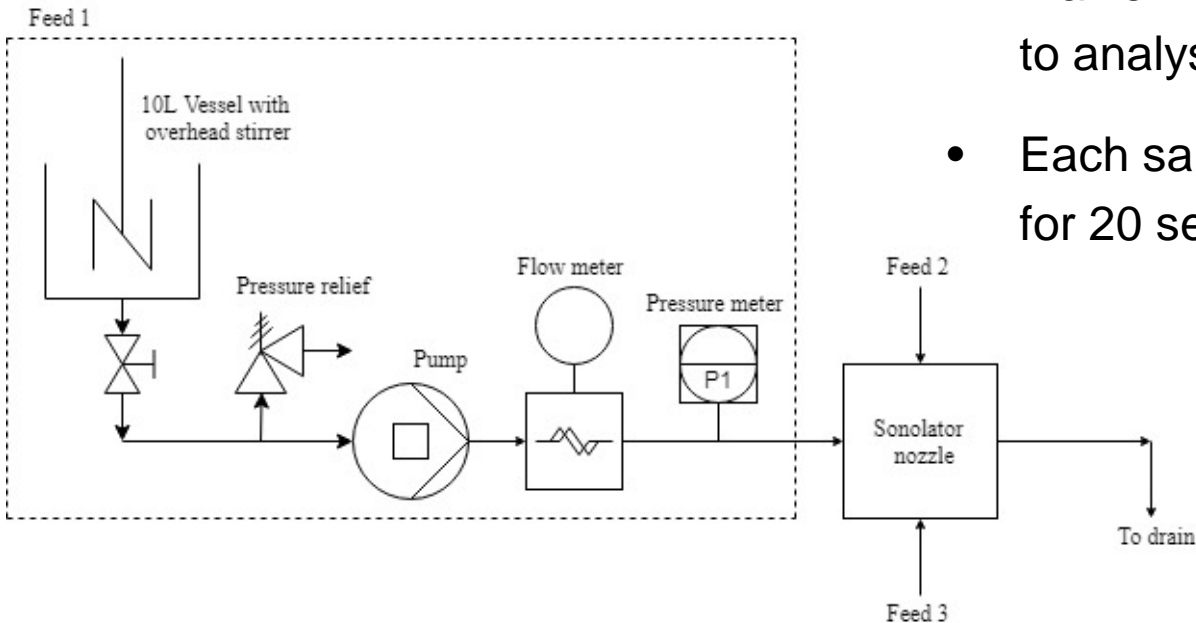 Feed 1
10L Vessel with
overhead stirrer
Pressure relief
Pump
Flow meter
Pressure meter
P1
Feed 2
Sonolator
nozzle
Feed 3
To drain
to analys
• Each sa
for 20 se